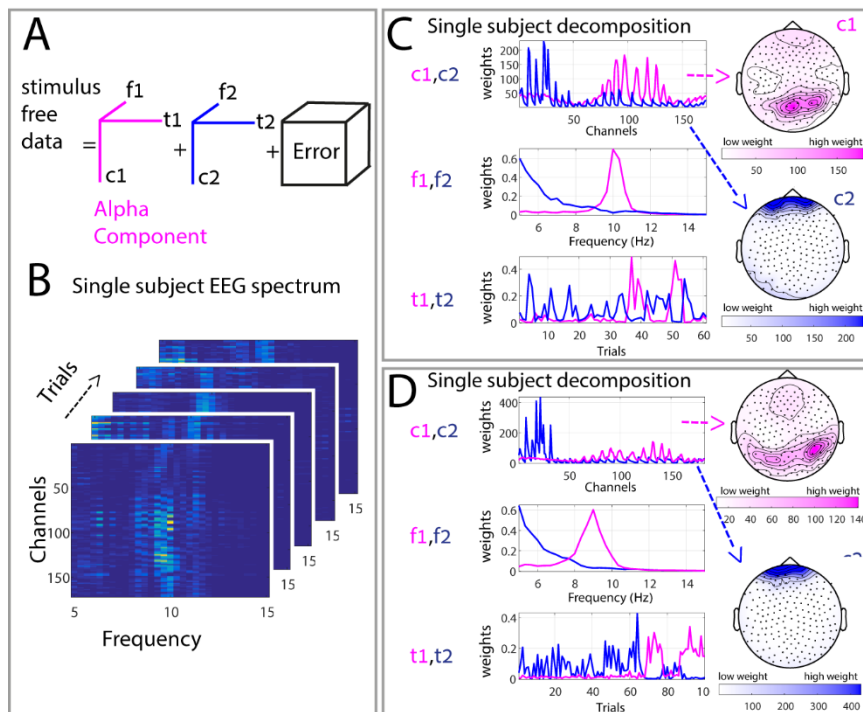 A
stimulus
free
data
=
f1
t1
+
c1
f2
t2
+
c2
Error
Alpha
Component
B
Single subject EEG spectrum
Trials
Channels
50
100
150
5
10
15
Frequency
15
15
15
15
C
Single subject decomposition
c1,c2
weights
200
150
100
50
0
50
100
150
Channels
c1
low weight
high weight
50
100
150
f1,f2
weights
0.6
0.4
0.2
0
6
8
10
12
14
Frequency (Hz)
c2
low weight
high weight
50
100
150
200
t1,t2
weights
0.4
0.2
0
10
20
30
40
50
60
Trials
D
Single subject decomposition
c1,c2
weights
400
200
0
50
100
150
Channels
low weight
high weight
20
40
60
80
100
120
140
f1,f2
weights
0.6
0.4
0.2
0
6
8
10
12
14
Frequency (Hz)
low weight
high weight
100
200
300
400
t1,t2
weights
0.4
0.2
0
20
40
60
80
Trials